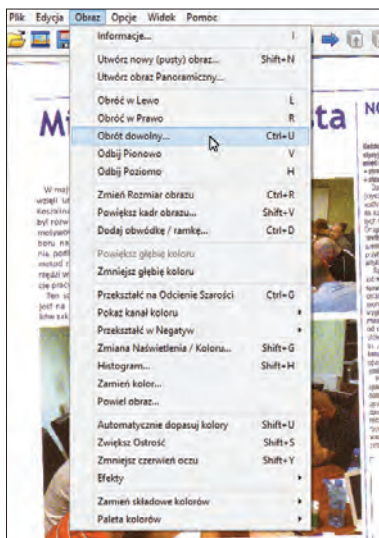 Plik Edycja Obraz Opcje Widok Pomoc
Informacje... I
Utwórz nowy (pusty) obraz... Shift+N
Utwórz obraz Panoramiczny...
Obróć w Lewo L
Obróć w Prawo R
Obrót dowolny... Ctrl+U
Odbij Pionowo V
Odbij Poziomo H
Zmień Rozmiar obrazu Ctrl+R
Powiększ kadr obrazu... Shift+V
Dodaj obwódkę / ramkę... Ctrl+D
Powiększ głębię koloru
Zmniejsz głębie koloru
Przekształć na Odcienie Szarości Ctrl+G
Pokaż kanał koloru
Przekształć w Negatyw
Zmiana Naświetlenia / Koloru... Shift+G
Histogram... Shift+H
Zamień kolor...
Powiel obraz...
Automatycznie dopasuj kolory Shift+U
Zwiększ Ostrość Shift+S
Zmniejsz czerwień oczu Shift+Y
Efekty
Zamień składowe kolorów
Paleta kolorów